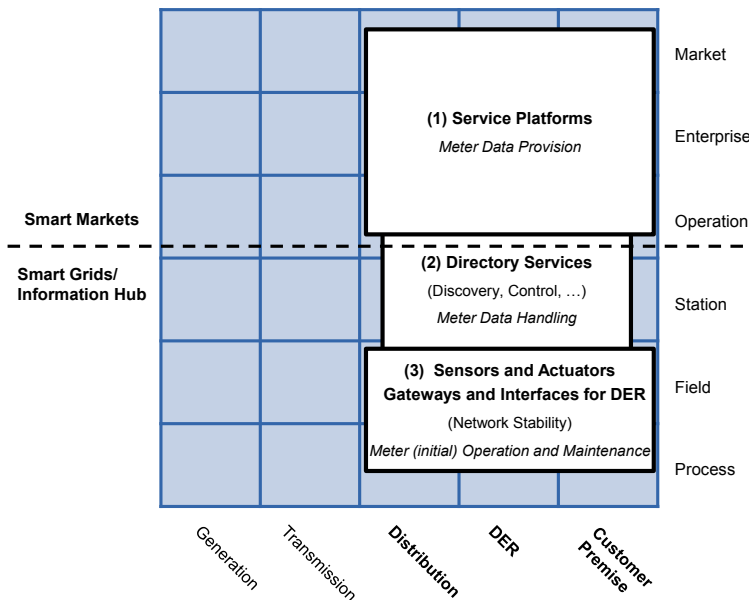 Market
(1) Service Platforms
Enterprise
Meter Data Provision
Smart Markets
Operation
Smart Grids/
Information Hub
(2) Directory Services
(Discovery, Control, …)
Station
Meter Data Handling
(3) Sensors and Actuators
Gateways and Interfaces for DER
Field
(Network Stability)
Meter (initial) Operation and Maintenance
Process
Generation
Transmission
Distribution
DER
Customer
Premise